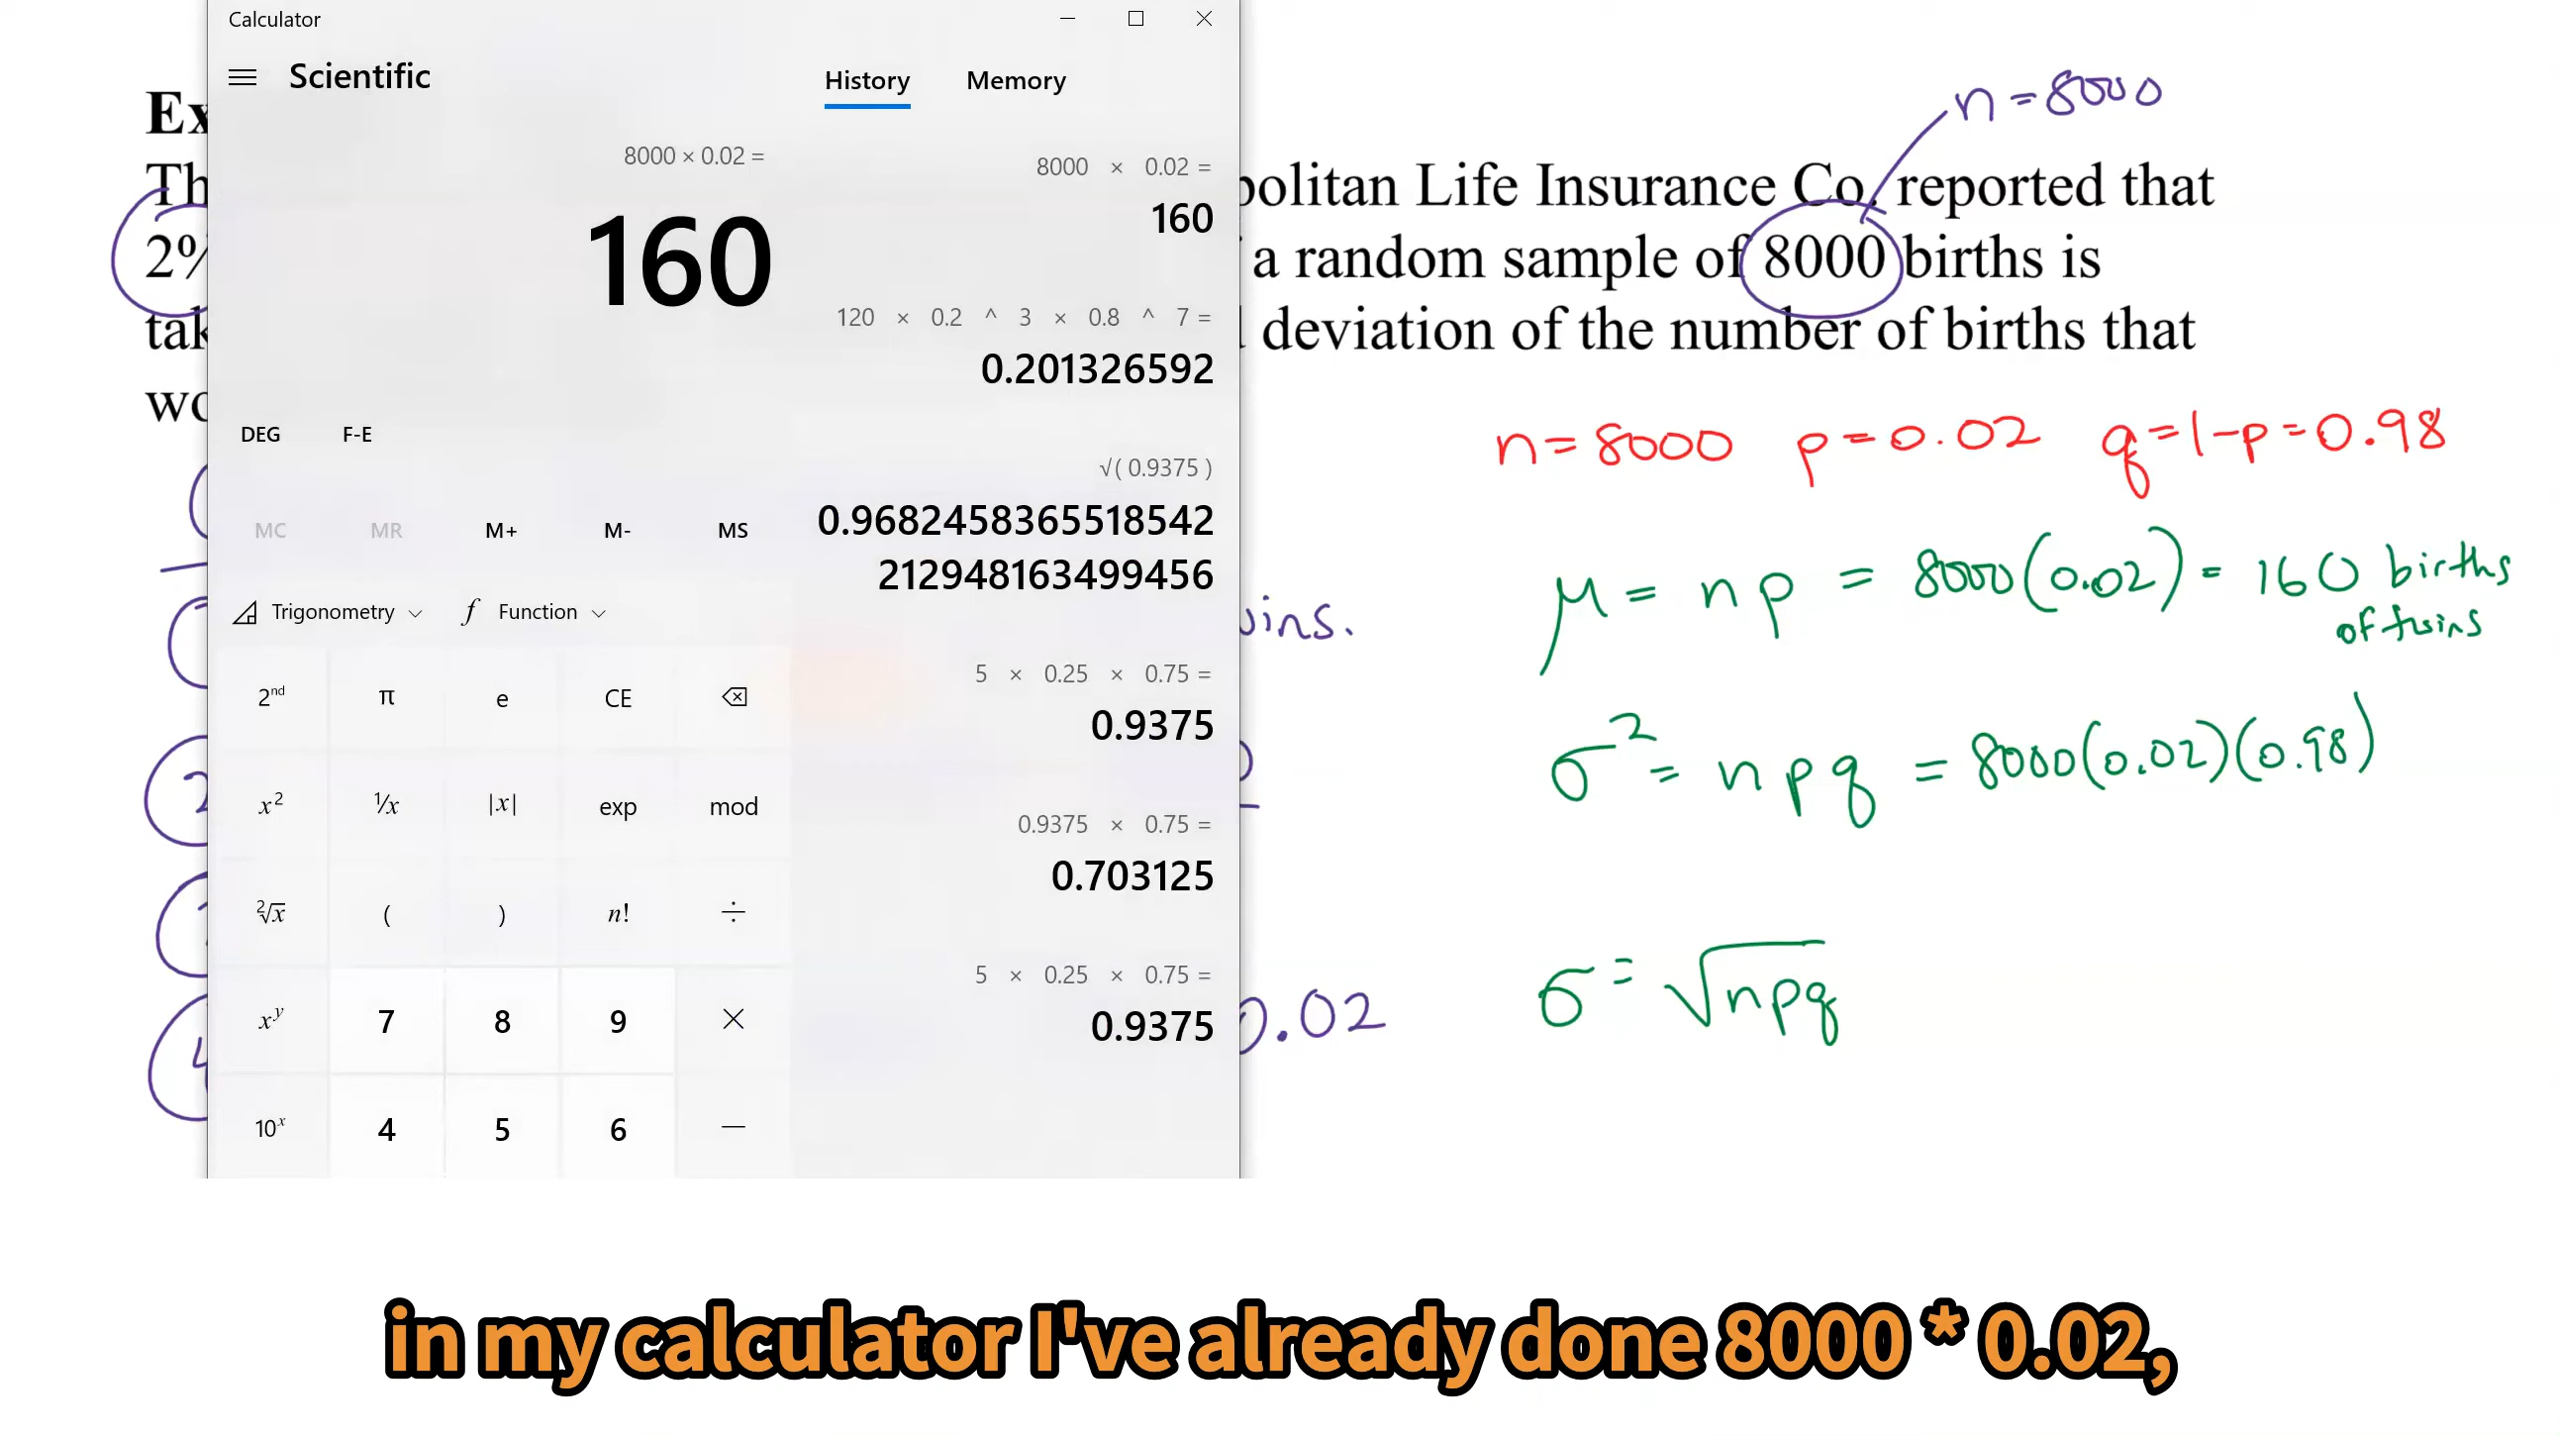 Calculator
Scientific
History Memory
8000 × 0.02 =
160
DEG F-E
MC MR M+ M- MS
Trigonometry f Function
2nd π e CE
x2 1/x |x| exp mod
2√x ( ) n! ÷
xy 7 8 9 ×
10x 4 5 6 −
8000 × 0.02 =
160
120 × 0.2 ^ 3 × 0.8 ^ 7 =
0.201326592
√( 0.9375 )
0.9682458365518542
212948163499456
5 × 0.25 × 0.75 =
0.9375
0.9375 × 0.75 =
0.703125
5 × 0.25 × 0.75 =
0.9375
Ex
Th politan Life Insurance Co. reported that
2% a random sample of 8000 births is
tak deviation of the number of births that
wo
n=8000
n=8000 p=0.02 q=1-p=0.98
μ = np = 8000(0.02) = 160 births
of twins
σ2 = npq = 8000(0.02)(0.98)
σ = √npq
ins.
0.02
in my calculator I've already done 8000 * 0.02,